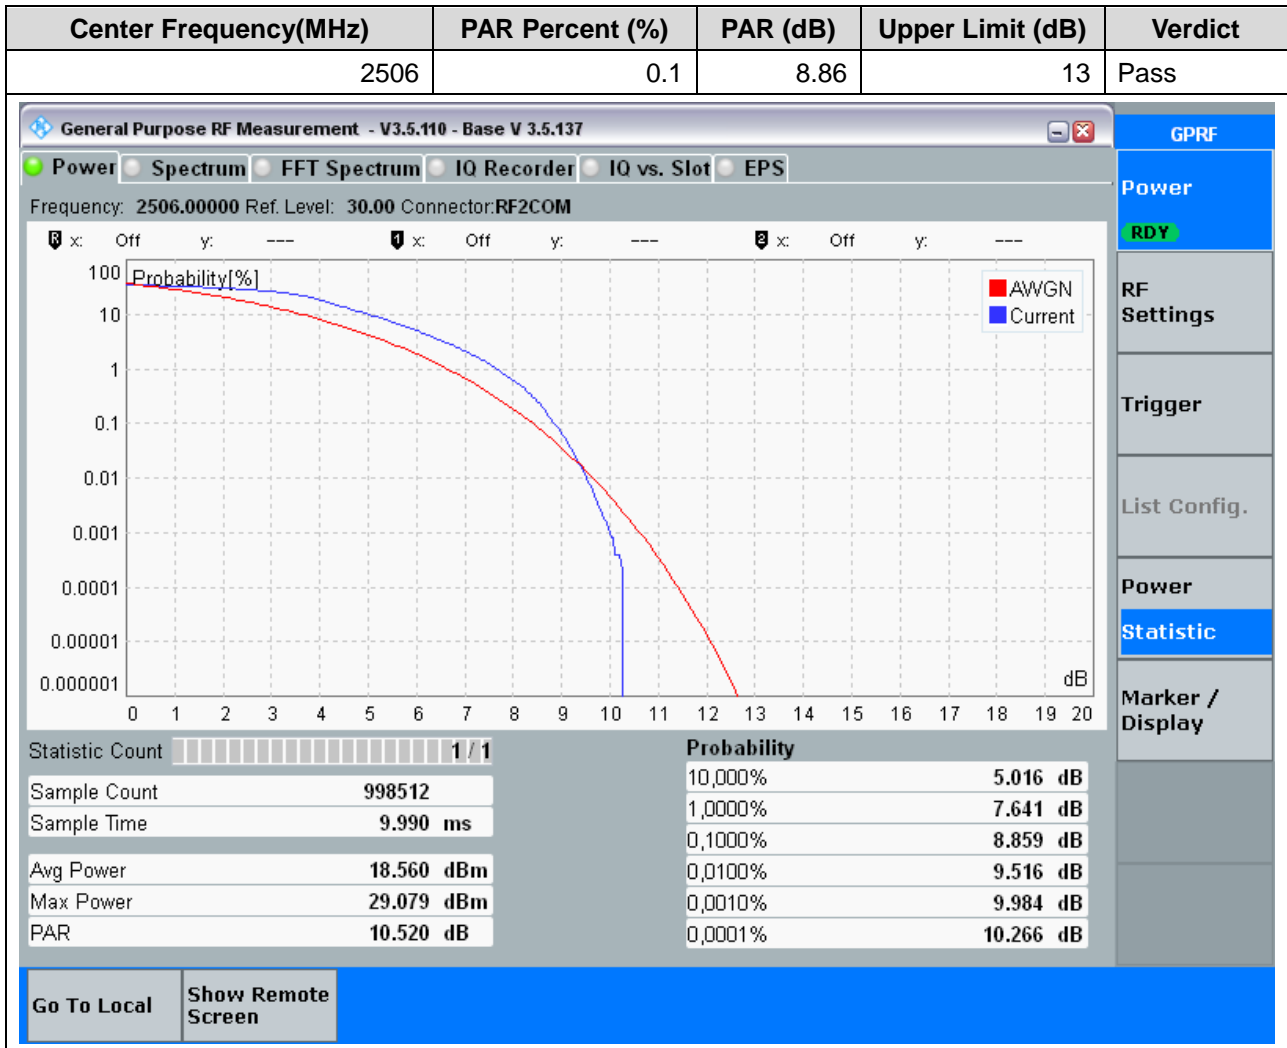 Center Frequency(MHz) PAR Percent (%) PAR (dB) Upper Limit (dB) Verdict
2506 0.1 8.86 13 Pass
General Purpose RF Measurement - V3.5.110 - Base V 3.5.137
GPRF
Power Spectrum FFT Spectrum IQ Recorder IQ vs. Slot EPS
Power
RDY
Frequency: 2506.00000 Ref. Level: 30.00 Connector:RF2COM
R x: Off y: --- 1 x: Off y: --- 2 x: Off y: ---
Probability[%]
AWGN
Current
100
10
1
0.1
0.01
0.001
0.0001
0.00001
0.000001
dB
0 1 2 3 4 5 6 7 8 9 10 11 12 13 14 15 16 17 18 19 20
RF
Settings
Trigger
List Config.
Power
Statistic
Marker /
Display
Statistic Count 1 / 1
Sample Count 998512
Sample Time 9.990 ms
Avg Power 18.560 dBm
Max Power 29.079 dBm
PAR 10.520 dB
Probability
10,000% 5.016 dB
1,0000% 7.641 dB
0,1000% 8.859 dB
0,0100% 9.516 dB
0,0010% 9.984 dB
0,0001% 10.266 dB
Go To Local
Show Remote
Screen